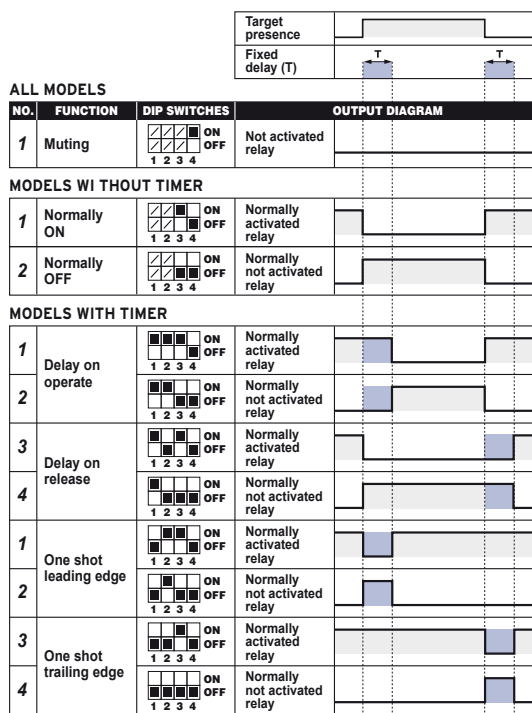 Target
presence
Fixed
delay (T)
T
T
ALL MODELS
NO. FUNCTION DIP SWITCHES OUTPUT DIAGRAM
1 Muting
ON
OFF
1 2 3 4
Not activated
relay
MODELS WI THOUT TIMER
1
Normally
ON
ON
OFF
1 2 3 4
Normally
activated
relay
2
Normally
OFF
ON
OFF
1 2 3 4
Normally
not activated
relay
MODELS WITH TIMER
1
Delay on
operate
ON
OFF
1 2 3 4
Normally
activated
relay
2
ON
OFF
1 2 3 4
Normally
not activated
relay
3
Delay on
release
ON
OFF
1 2 3 4
Normally
activated
relay
4
ON
OFF
1 2 3 4
Normally
not activated
relay
1
One shot
leading edge
ON
OFF
1 2 3 4
Normally
activated
relay
2
ON
OFF
1 2 3 4
Normally
not activated
relay
3
One shot
trailing edge
ON
OFF
1 2 3 4
Normally
activated
relay
4
ON
OFF
1 2 3 4
Normally
not activated
relay